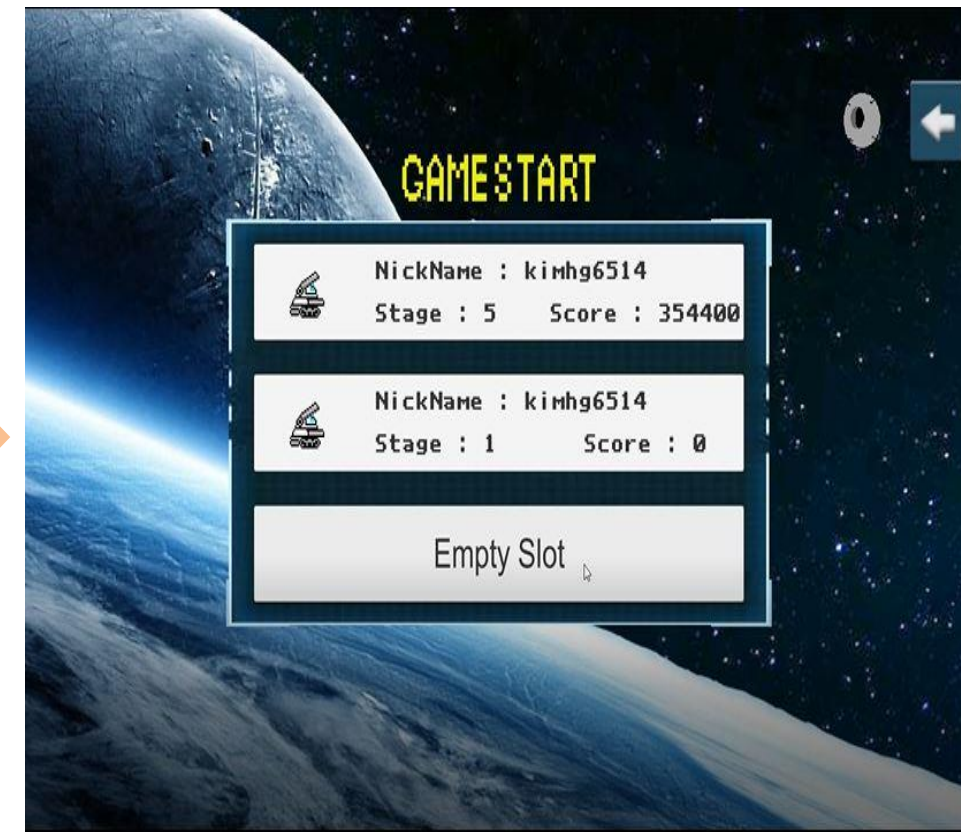 GAMESTART
NickName : kimhg6514
Stage : 5 Score : 354400
NickName : kimhg6514
Stage : 1 Score : 0
Empty Slot